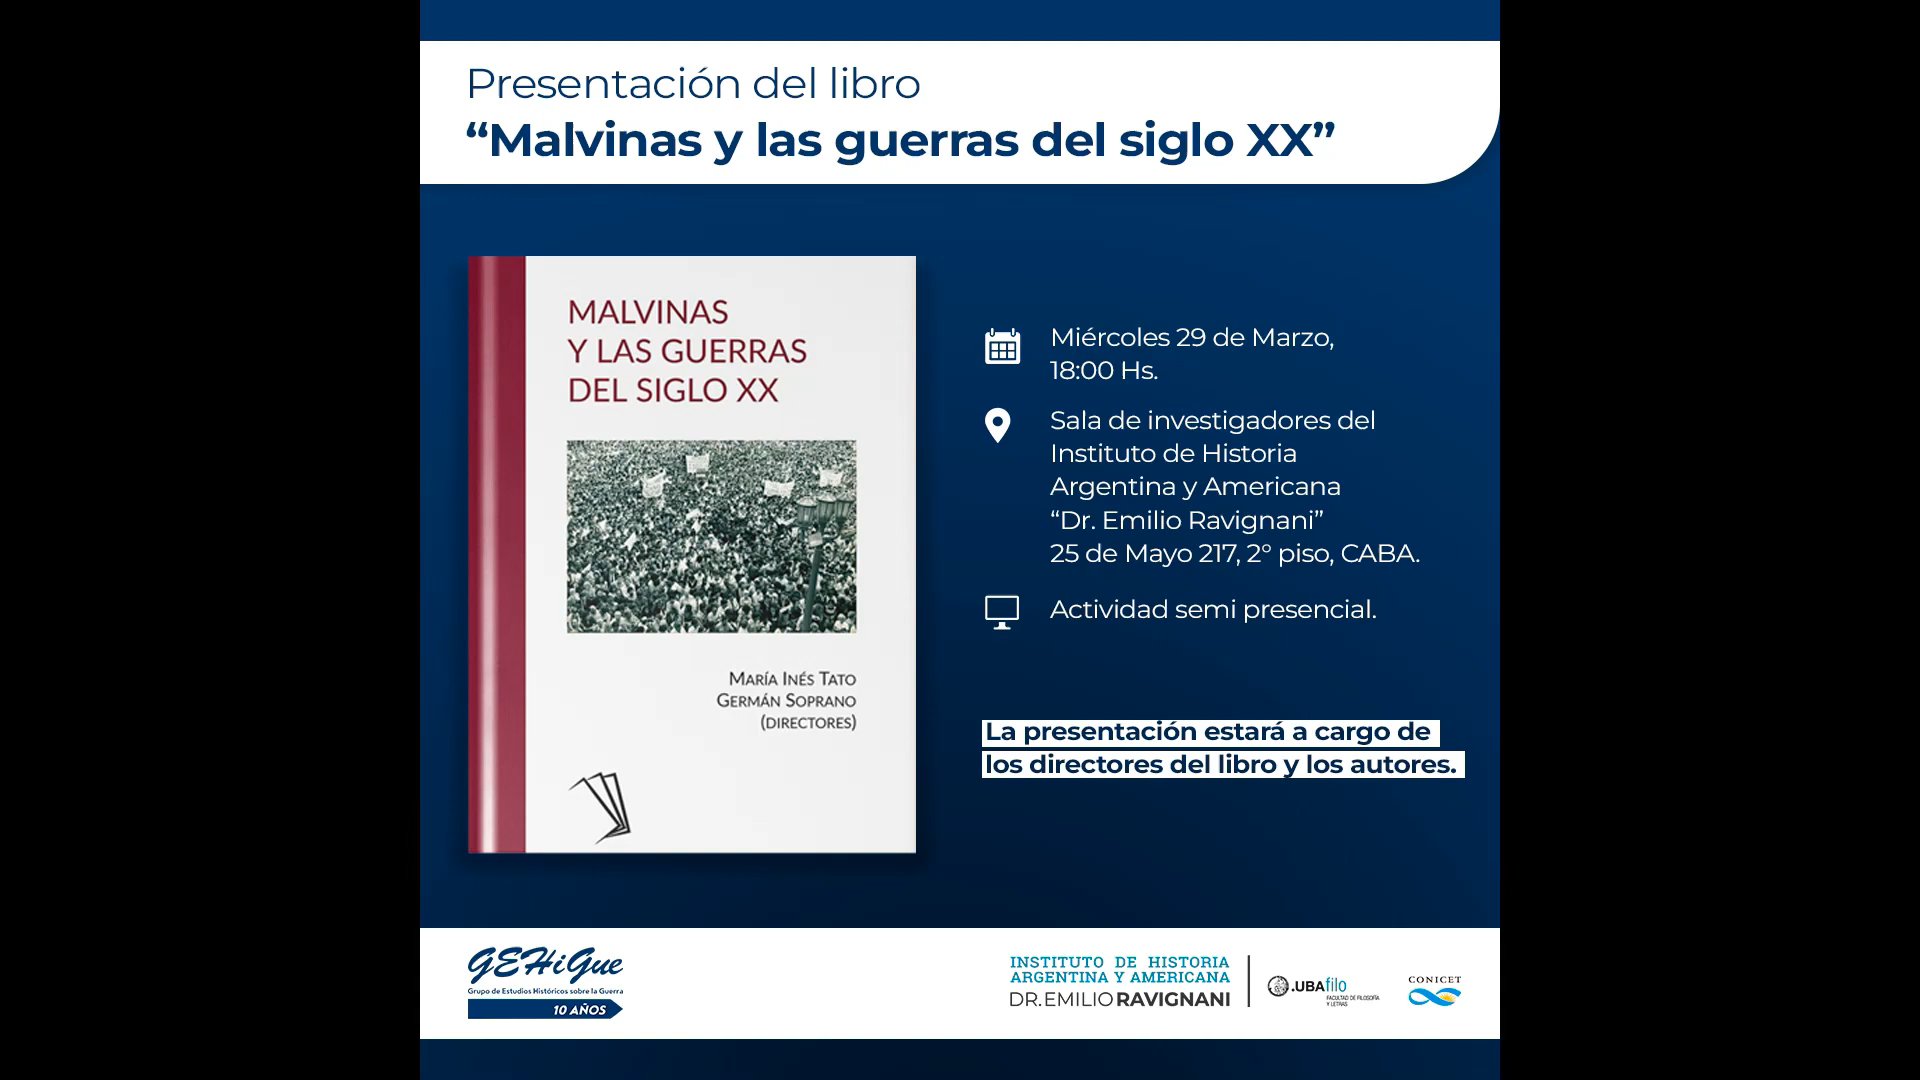 Presentación del libro
“Malvinas y las guerras del siglo XX”
MALVINAS
Y LAS GUERRAS
DEL SIGLO XX
MARÍA INÉS TATO
GERMÁN SOPRANO
(DIRECTORES)
Miércoles 29 de Marzo,
18:00 Hs.
Sala de investigadores del
Instituto de Historia
Argentina y Americana
“Dr. Emilio Ravignani”
25 de Mayo 217, 2° piso, CABA.
Actividad semi presencial.
La presentación estará a cargo de
los directores del libro y los autores.
GEHiGue
Grupo de Estudios Históricos sobre la Guerra
10 AÑOS
INSTITUTO DE HISTORIA
ARGENTINA Y AMERICANA
DR. EMILIO RAVIGNANI
.UBAfilo
FACULTAD DE FILOSOFÍA
Y LETRAS
CONICET